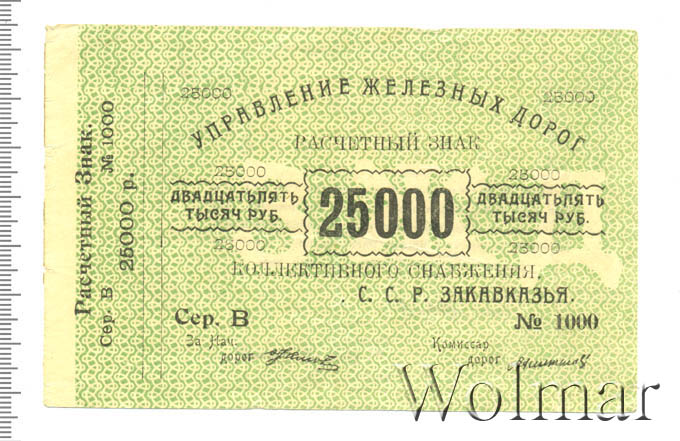 Расчетный Знак.
№ 1000
25000 р.
Сер. В
25000 25000
УПРАВЛЕНИЕ ЖЕЛЕЗНЫХ ДОРОГ
РАСЧЕТНЫЙ ЗНАК
25000 25000
ДВАДЦАТЬПЯТЬ
ТЫСЯЧ РУБ.
25000
ДВАДЦАТЬПЯТЬ
ТЫСЯЧ РУБ.
25000 25000
КОЛЛЕКТИВНОГО СНАБЖЕНИЯ.
С. С. Р. ЗАКАВКАЗЬЯ.
Сер. В № 1000
За Нач.
дорог
Комиссар
дорог
Wolmar